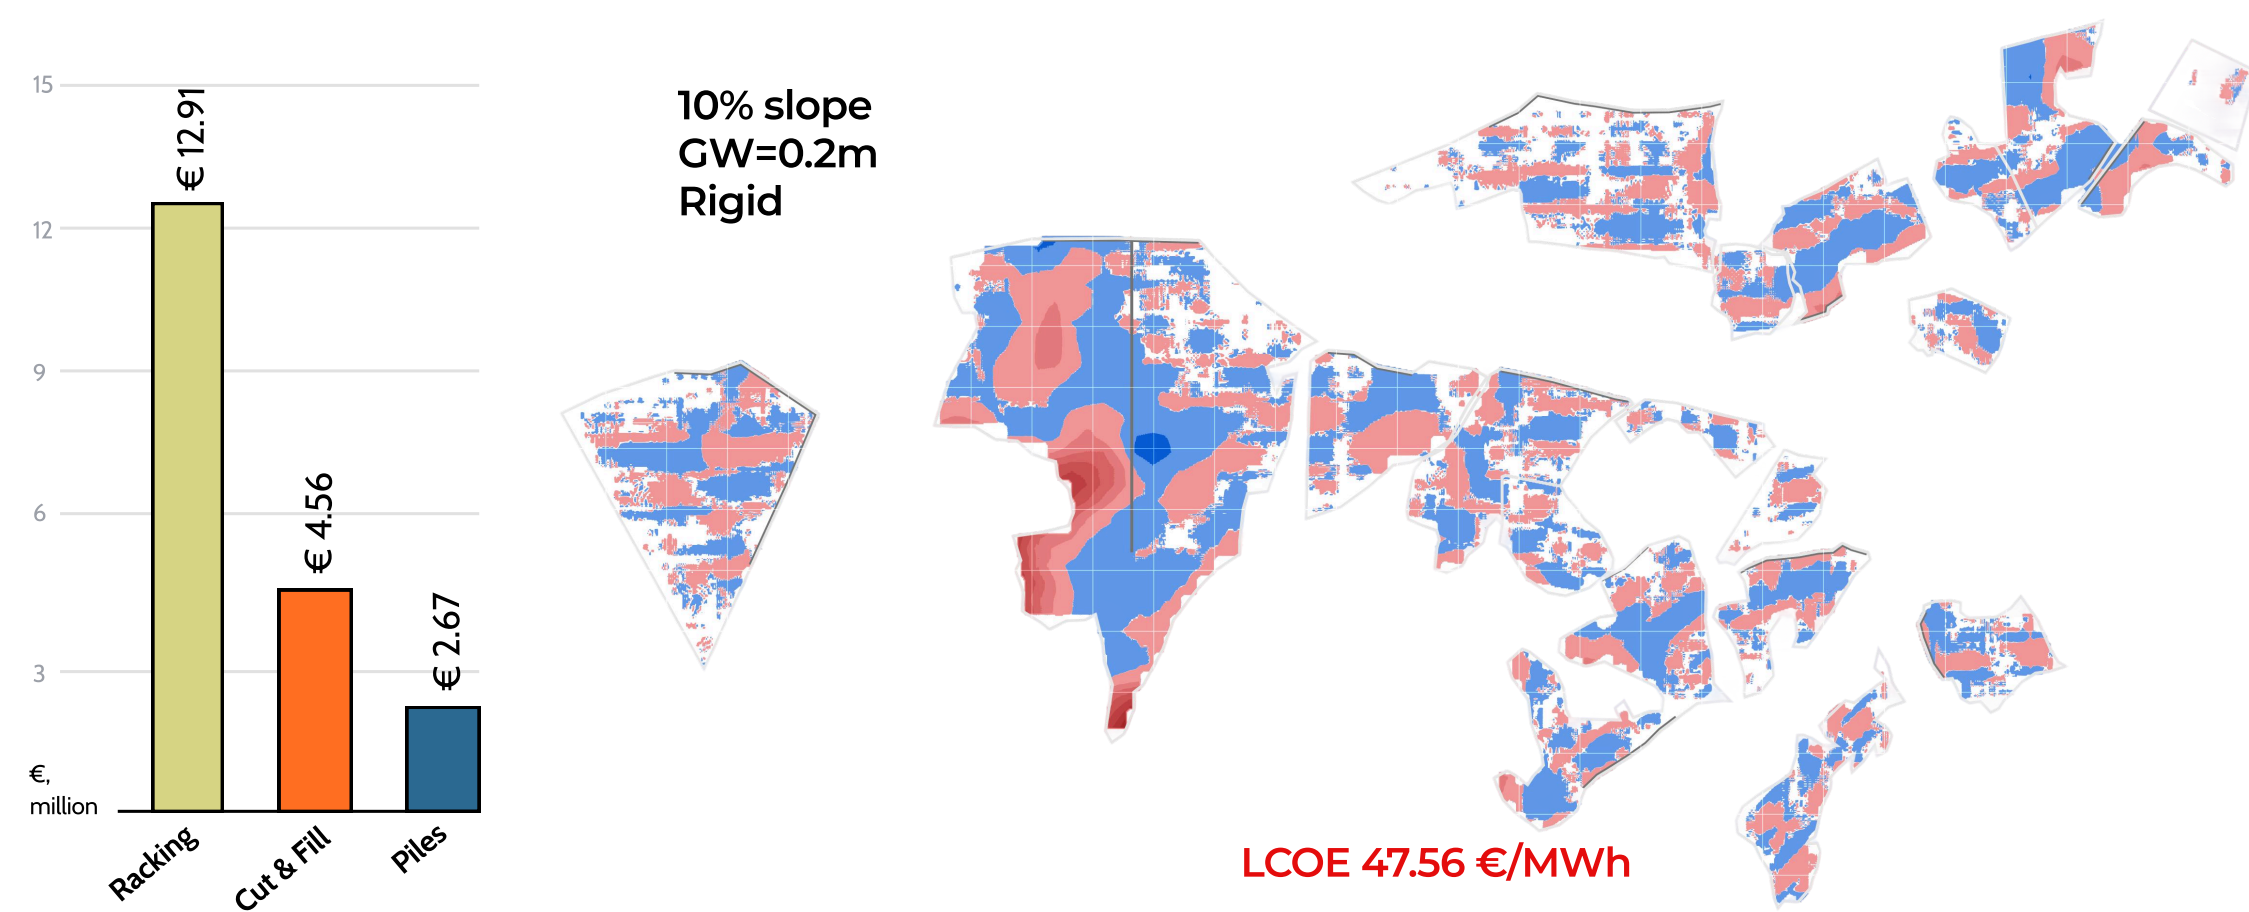 15
12
9
6
3
€,
million
€ 12.91
€ 4.56
€ 2.67
Racking
Cut & Fill
Piles
10% slope
GW=0.2m
Rigid
LCOE 47.56 €/MWh